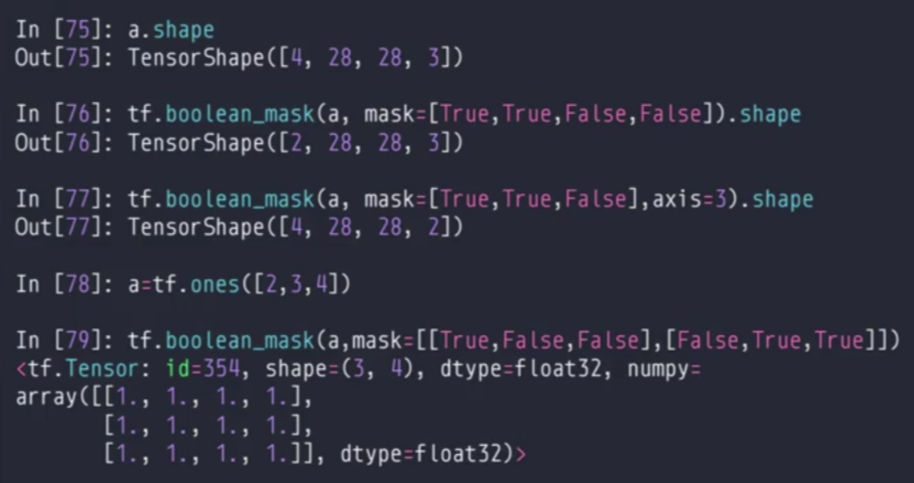 In [75]: a.shape
Out[75]: TensorShape([4, 28, 28, 3])
In [76]: tf.boolean_mask(a, mask=[True,True,False,False]).shape
Out[76]: TensorShape([2, 28, 28, 3])
In [77]: tf.boolean_mask(a, mask=[True,True,False],axis=3).shape
Out[77]: TensorShape([4, 28, 28, 2])
In [78]: a=tf.ones([2,3,4])
In [79]: tf.boolean_mask(a,mask=[[True,False,False],[False,True,True]])
<tf.Tensor: id=354, shape=(3, 4), dtype=float32, numpy=
array([[1., 1., 1., 1.],
[1., 1., 1., 1.],
[1., 1., 1., 1.]], dtype=float32)>